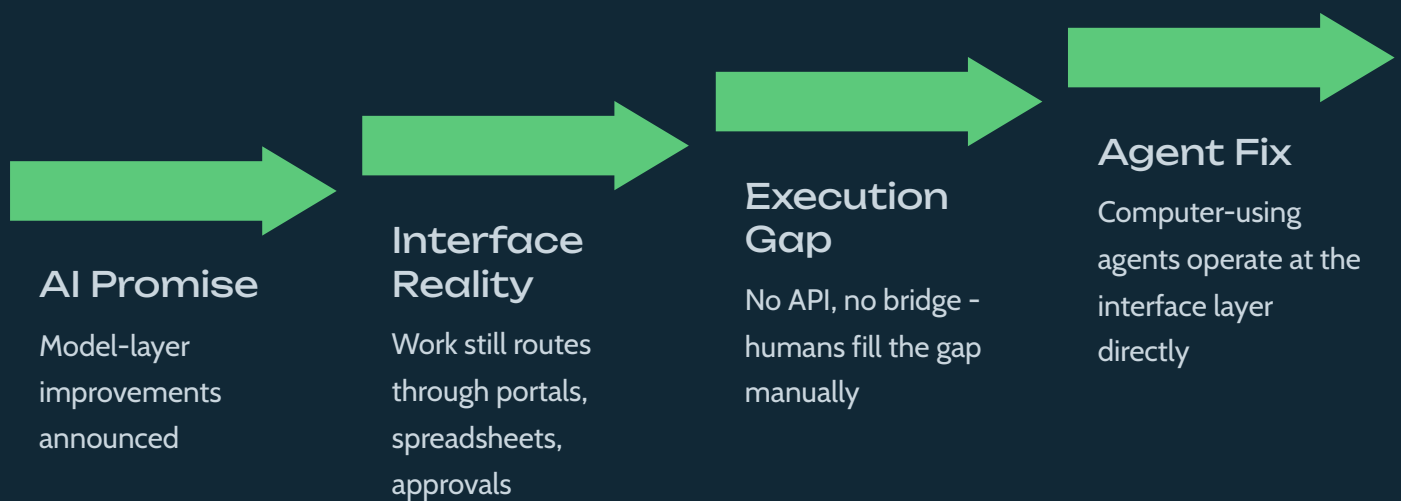 AI Promise
Model-layer
improvements
announced
Interface
Reality
Work still routes
through portals,
spreadsheets,
approvals
Execution
Gap
No API, no bridge -
humans fill the gap
manually
Agent Fix
Computer-using
agents operate at the
interface layer
directly